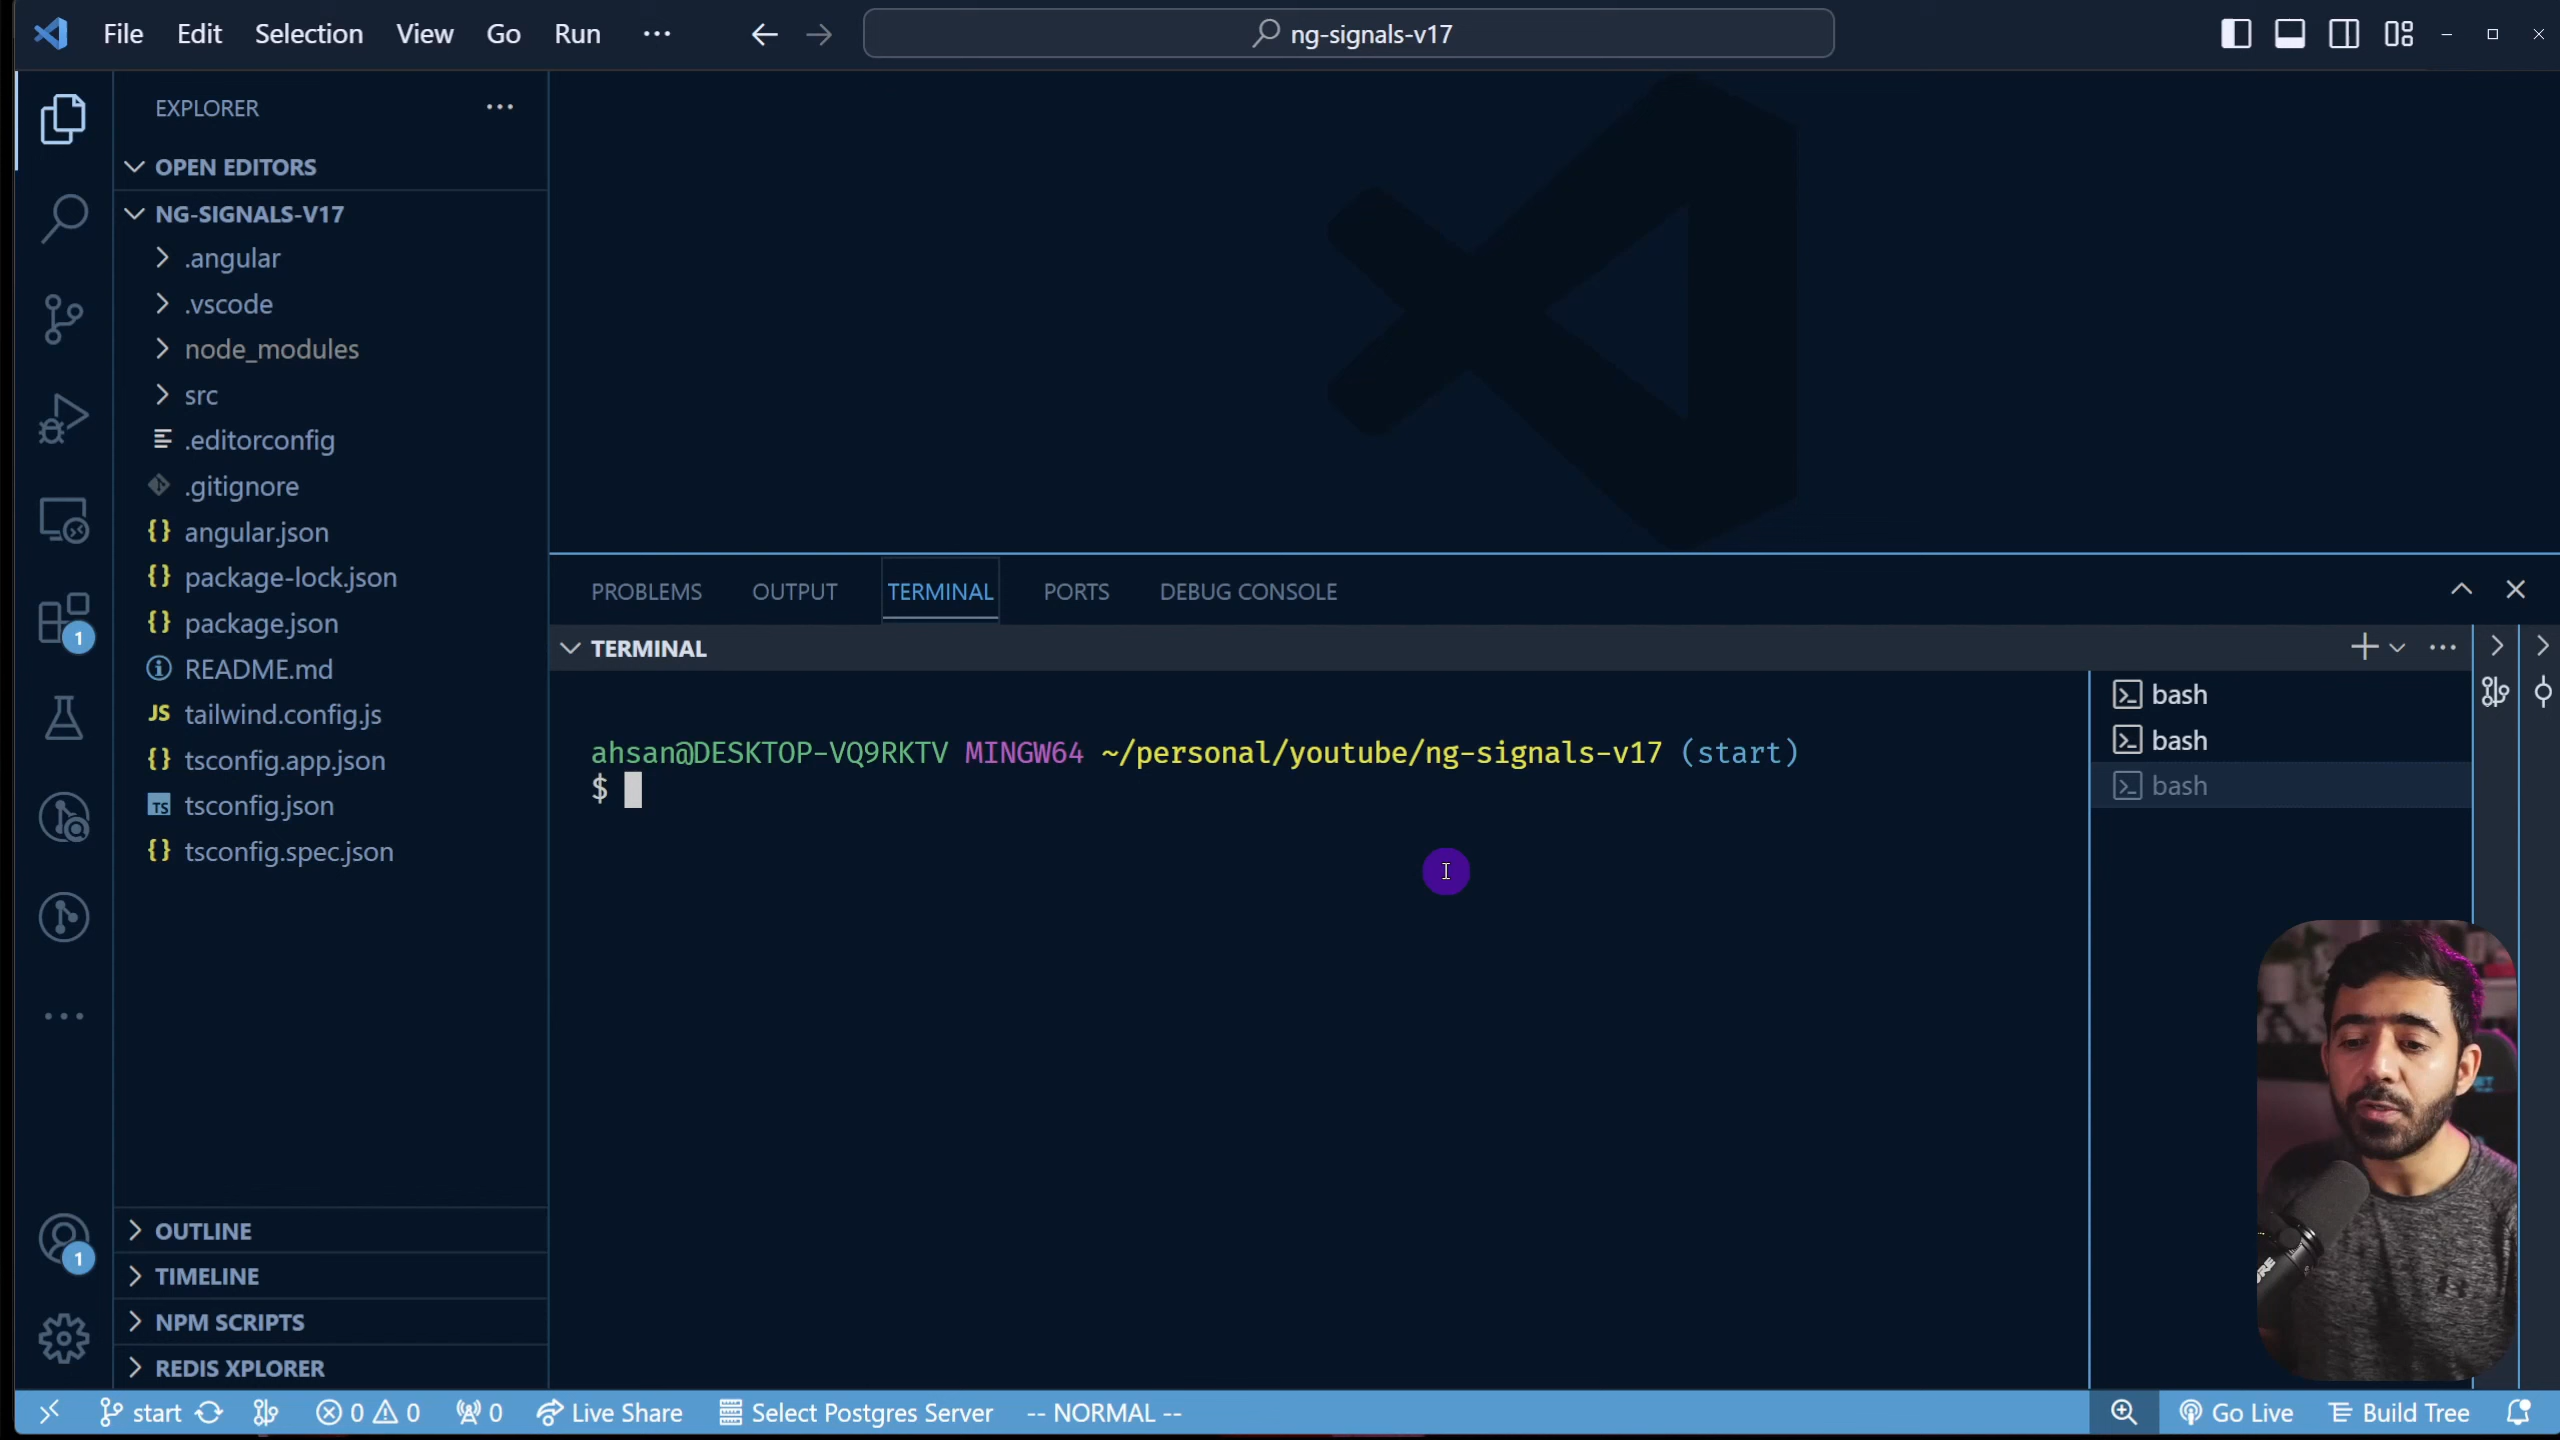 File Edit Selection View Go Run ···
ng-signals-v17
EXPLORER
OPEN EDITORS
NG-SIGNALS-V17
.angular
.vscode
node_modules
src
.editorconfig
.gitignore
{} angular.json
{} package-lock.json
{} package.json
README.md
JS tailwind.config.js
{} tsconfig.app.json
TS tsconfig.json
{} tsconfig.spec.json
OUTLINE
TIMELINE
NPM SCRIPTS
REDIS XPLORER
1
1
PROBLEMS OUTPUT TERMINAL PORTS DEBUG CONSOLE
TERMINAL
ahsan@DESKTOP-VQ9RKTV MINGW64 ~/personal/youtube/ng-signals-v17 (start)
$
bash
bash
bash
start 0 0 0 Live Share Select Postgres Server -- NORMAL -- Go Live Build Tree